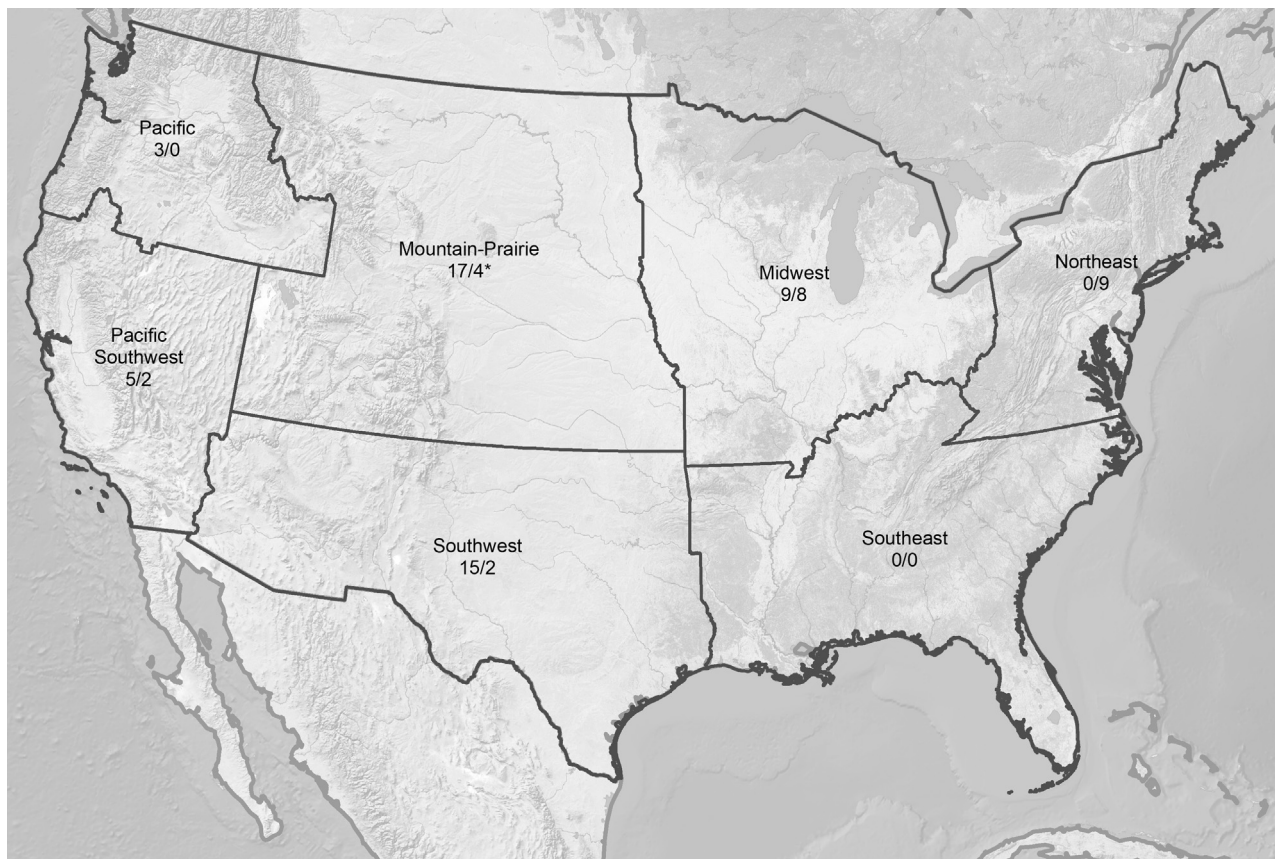 Pacific
3/0
Mountain-Prairie
17/4*
Midwest
9/8
Northeast
0/9
Pacific
Southwest
5/2
Southwest
15/2
Southeast
0/0